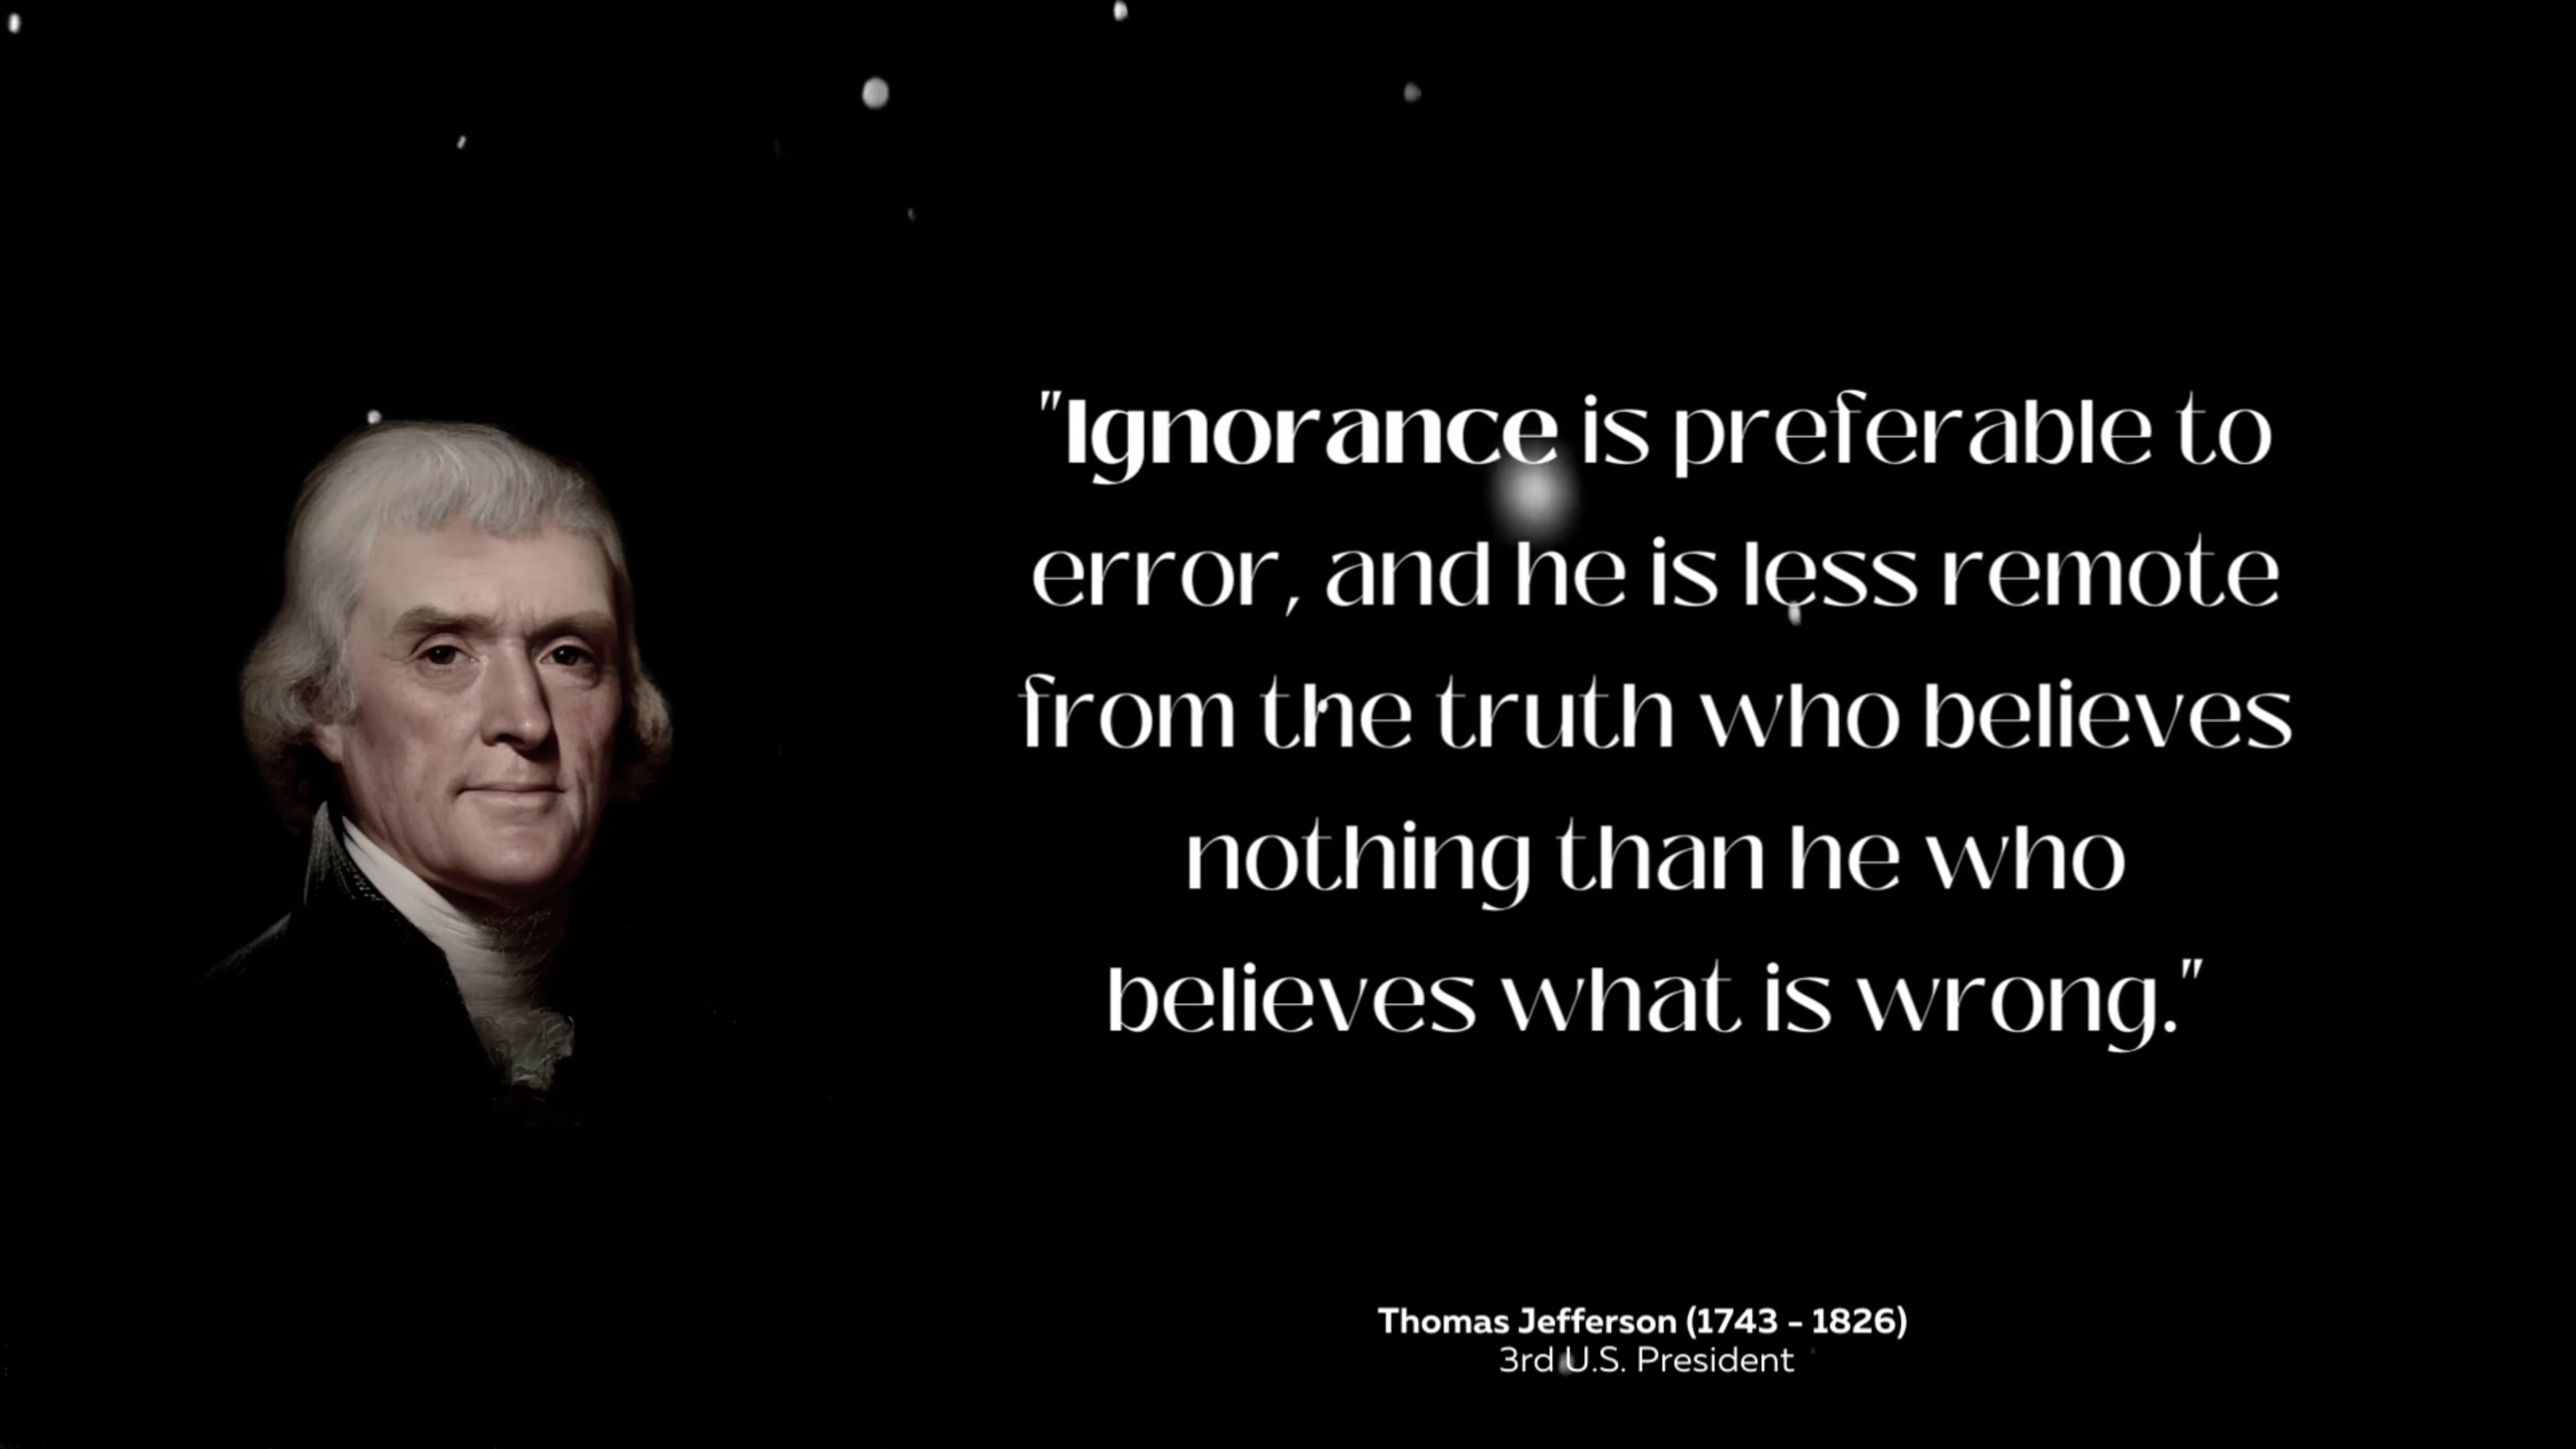 "Ignorance is preferable to
error, and he is less remote
from the truth who believes
nothing than he who
believes what is wrong."
Thomas Jefferson (1743 - 1826)
3rd U.S. President